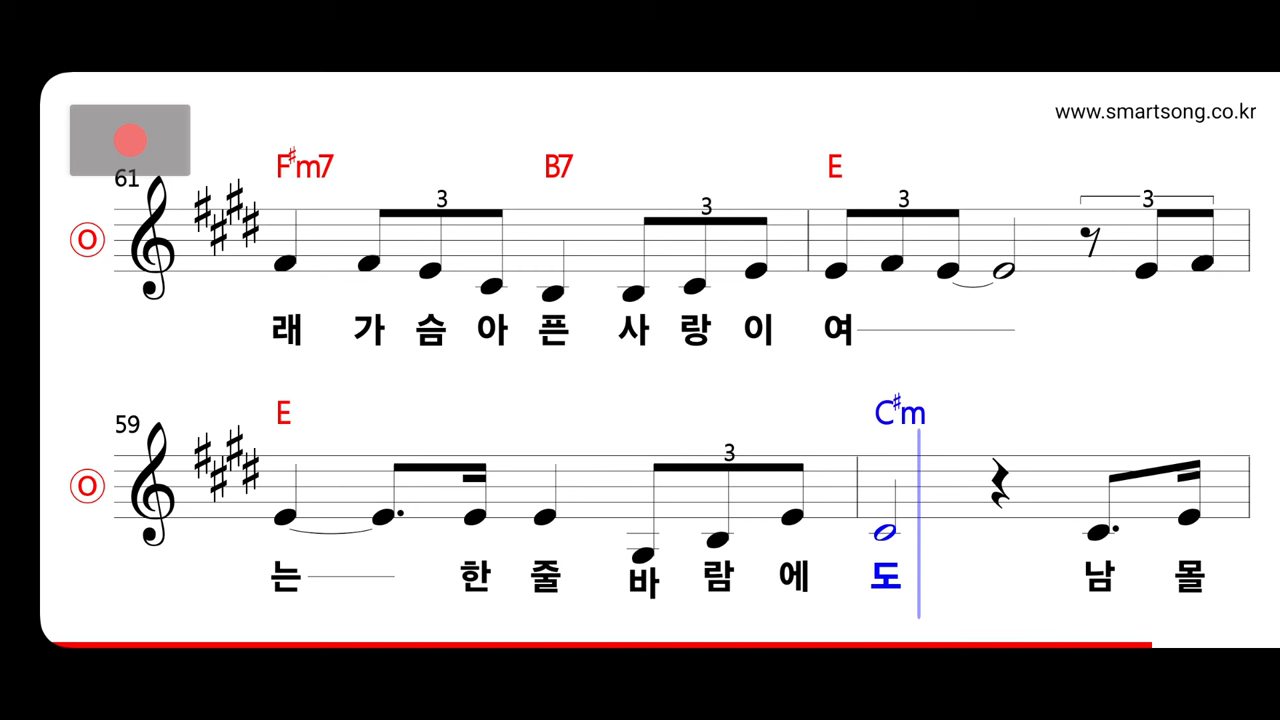 www.smartsong.co.kr
F♯m7 B7 E
61 3 3 3 3
O
래 가 슴 아 픈 사 랑 이 여
E C♯m
59 3
O
는 한 줄 바 람 에 도 남 몰